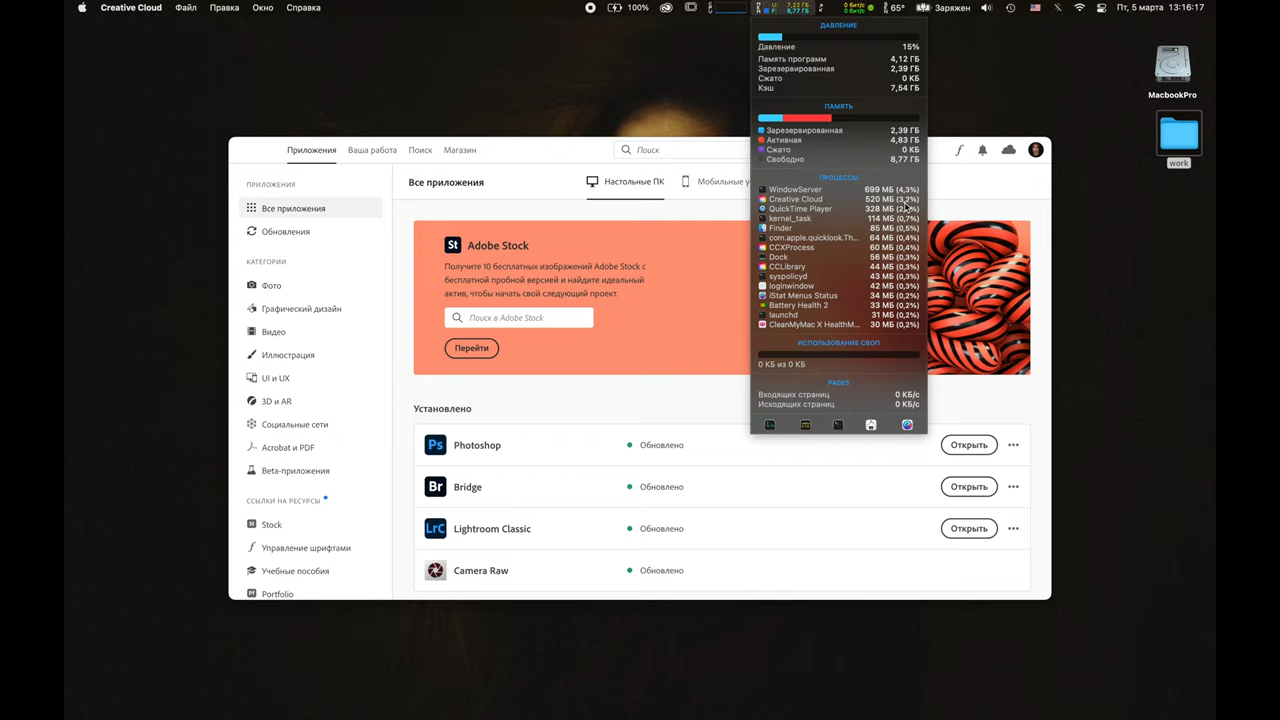 Creative Cloud Файл Правка Окно Справка
100%
U: 7,22 ГБ
F: 8,77 ГБ
0 бит/с
0 бит/с
65° Заряжен Пт, 5 марта 13:16:17
ДАВЛЕНИЕ
Давление 15%
Память программ 4,12 ГБ
Зарезервированная 2,39 ГБ
Сжато 0 КБ
Кэш 7,54 ГБ
ПАМЯТЬ
Зарезервированная 2,39 ГБ
Активная 4,83 ГБ
Сжато 0 КБ
Свободно 8,77 ГБ
ПРОЦЕССЫ
WindowServer 699 МБ (4,3%)
Creative Cloud 520 МБ (3,2%)
QuickTime Player 328 МБ
kernel_task 114 МБ (0,7%)
Finder 85 МБ (0,5%)
com.apple.quicklook.Th... 64 МБ (0,4%)
CCXProcess 60 МБ (0,4%)
Dock 56 МБ (0,3%)
CCLibrary 44 МБ (0,3%)
syspolicyd 43 МБ (0,3%)
loginwindow 42 МБ (0,3%)
iStat Menus Status 34 МБ (0,2%)
Battery Health 2 33 МБ (0,2%)
launchd 31 МБ (0,2%)
CleanMyMac X HealthM... 30 МБ (0,2%)
ИСПОЛЬЗОВАНИЕ СВОП
0 КБ из 0 КБ
PAGES
Входящих страниц 0 КБ/с
Исходящих страниц 0 КБ/с
MacbookPro
work
Приложения Ваша работа Поиск Магазин
Поиск
ПРИЛОЖЕНИЯ
Все приложения
Обновления
КАТЕГОРИИ
Фото
Графический дизайн
Видео
Иллюстрация
UI и UX
3D и AR
Социальные сети
Acrobat и PDF
Beta-приложения
ССЫЛКИ НА РЕСУРСЫ
Stock
Управление шрифтами
Учебные пособия
Portfolio
Все приложения
Настольные ПК
Мобильные у
St Adobe Stock
Получите 10 бесплатных изображений Adobe Stock с
бесплатной пробной версией и найдите идеальный
актив, чтобы начать свой следующий проект.
Поиск в Adobe Stock
Перейти
Установлено
Ps Photoshop Обновлено Открыть
Br Bridge Обновлено Открыть
LrC Lightroom Classic Обновлено Открыть
Camera Raw Обновлено